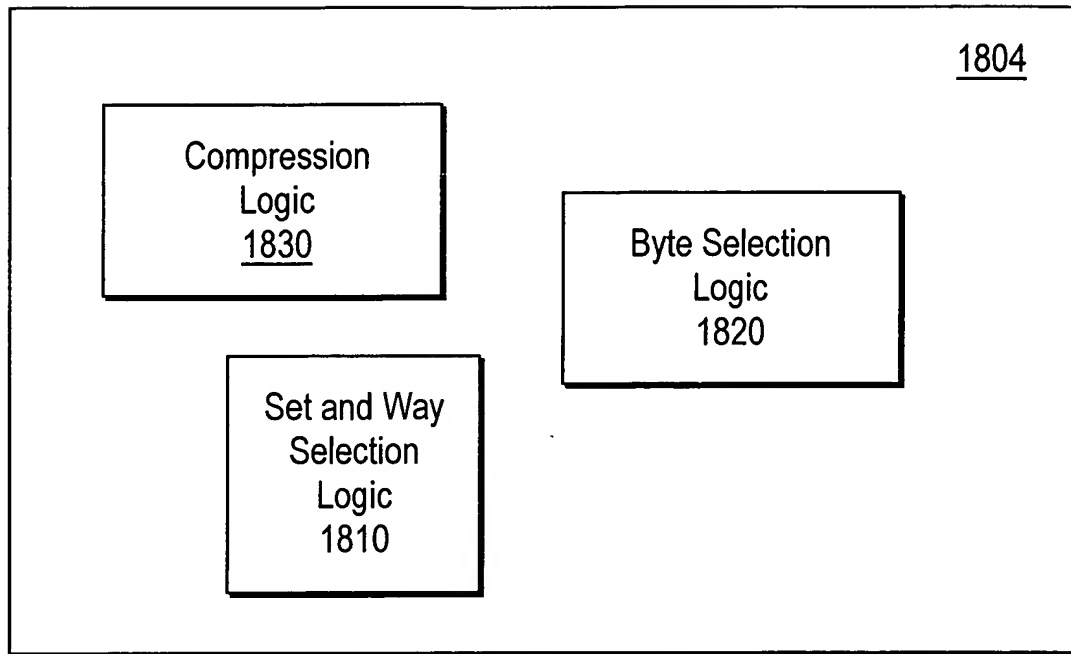 1804
Compression
Logic
1830
Byte Selection
Logic
1820
Set and Way
Selection
Logic
1810